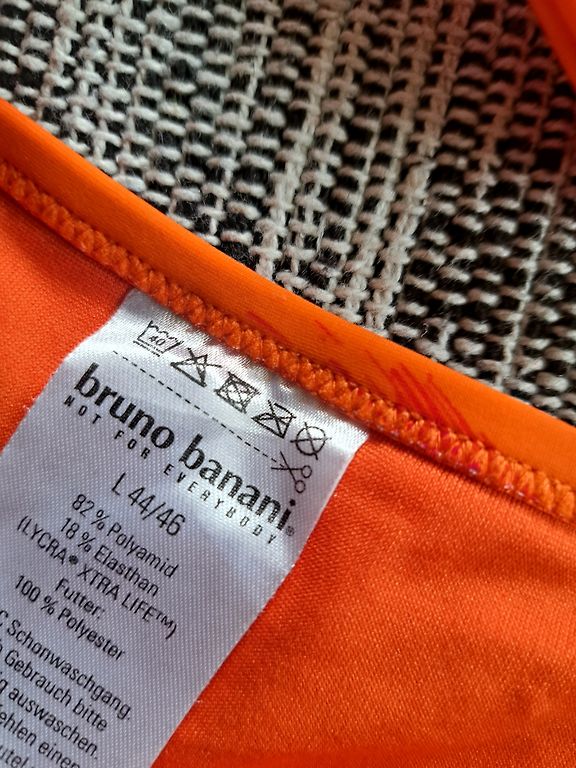 40
bruno banani®
NOT FOR EVERYBODY
L 44/46
82 % Polyamid
18 % Elasthan
(LYCRA® XTRA LIFE™)
Futter:
100 % Polyester
Schonwaschgang.
Gebrauch bitte
auswaschen.
einen